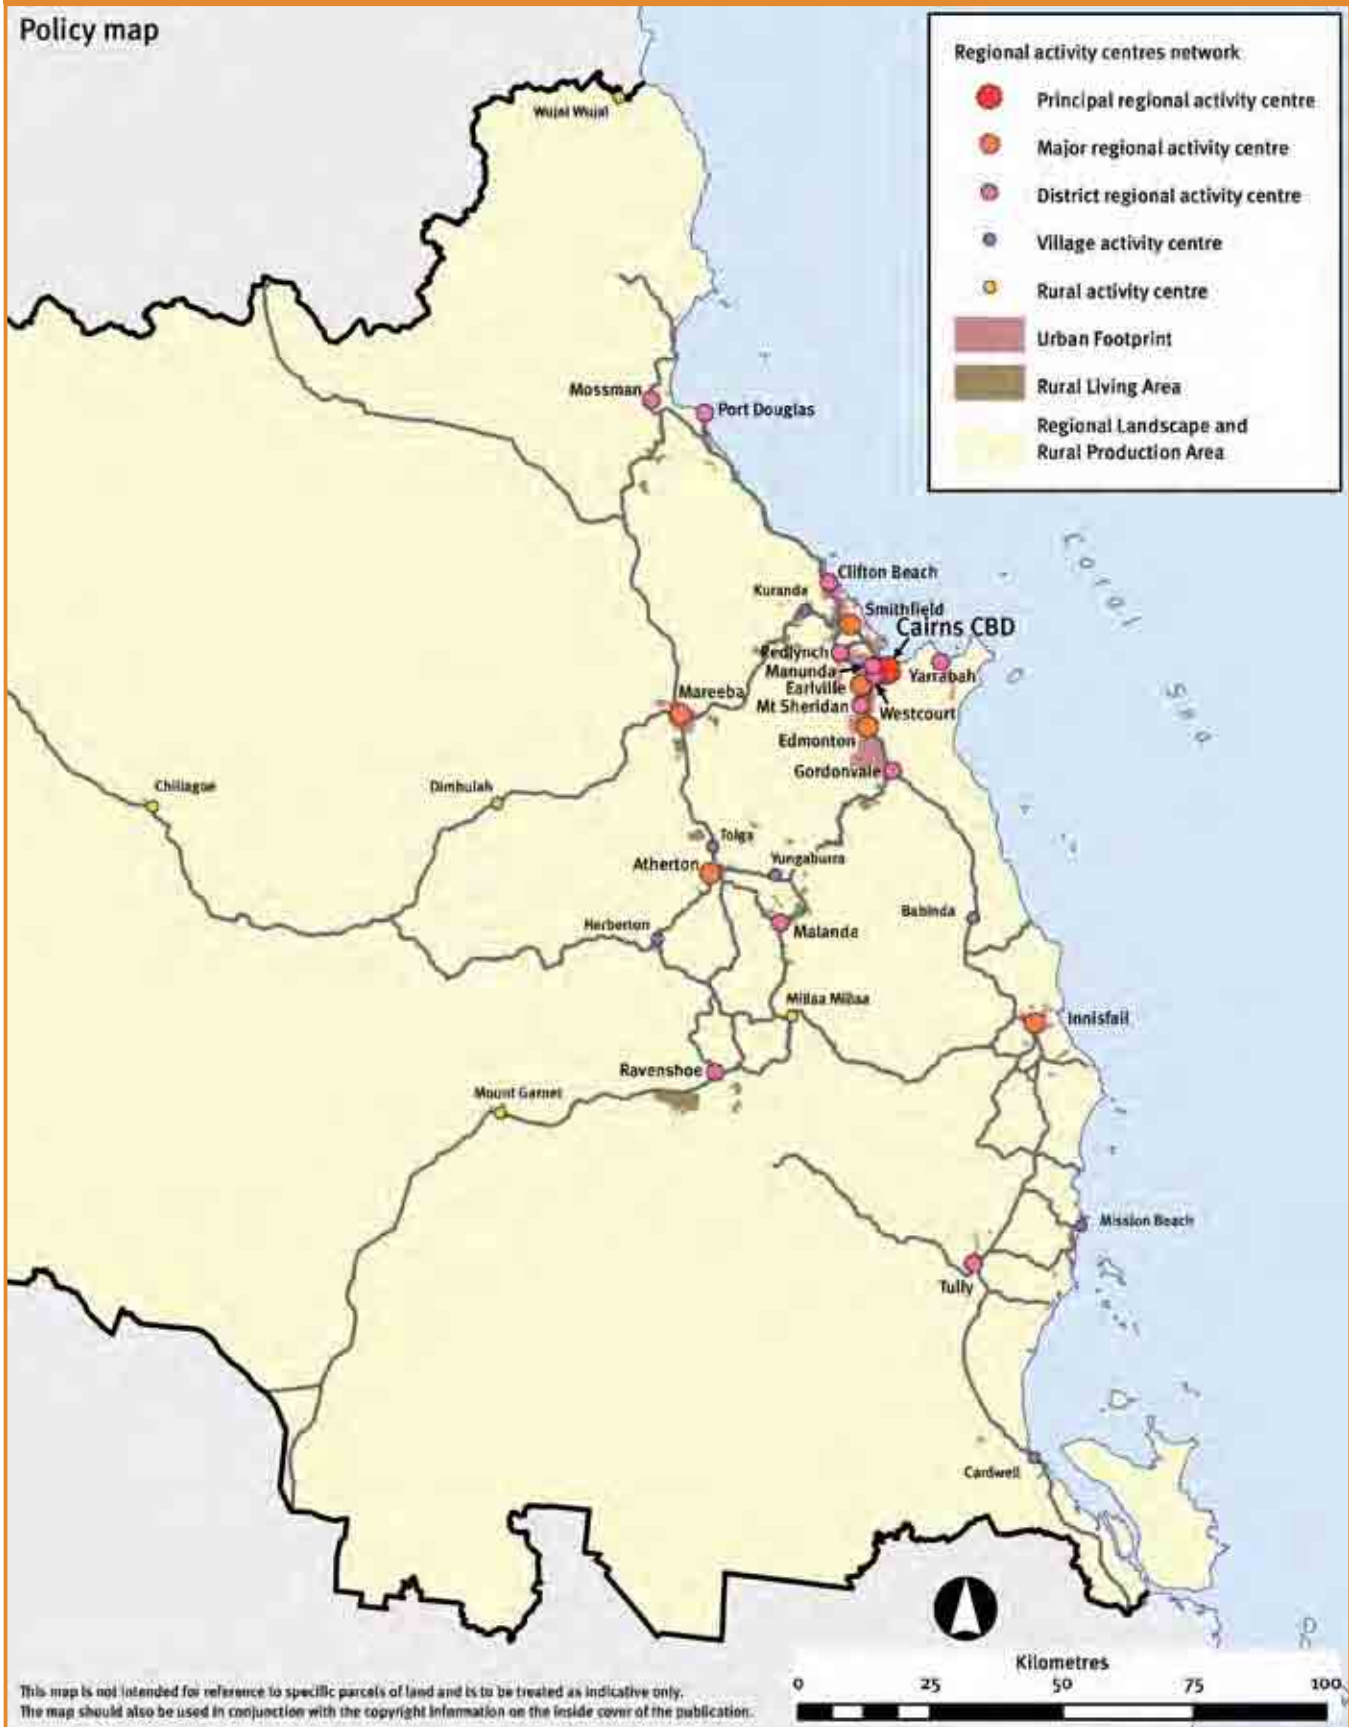 Policy map
Regional activity centres network
Principal regional activity centre
Major regional activity centre
District regional activity centre
Village activity centre
Rural activity centre
Urban Footprint
Rural Living Area
Regional Landscape and
Rural Production Area
Wujal Wujal
Mossman
Port Douglas
Coral
Sea
Clifton Beach
Kuranda
Smithfield
Cairns CBD
Redlynch
Manunda
Yarrabah
Earlville
Mareeba
Mt Sheridan
Westcourt
Edmonton
Gordonvale
Chillagoe
Dimbulah
Tolga
Yungaburra
Atherton
Babinda
Herberton
Malanda
Millaa Millaa
Innisfail
Ravenshoe
Mount Garnet
Mission Beach
Tully
Cardwell
Kilometres
0 25 50 75 100
This map is not intended for reference to specific parcels of land and is to be treated as indicative only.
The map should also be used in conjunction with the copyright information on the inside cover of the publication.